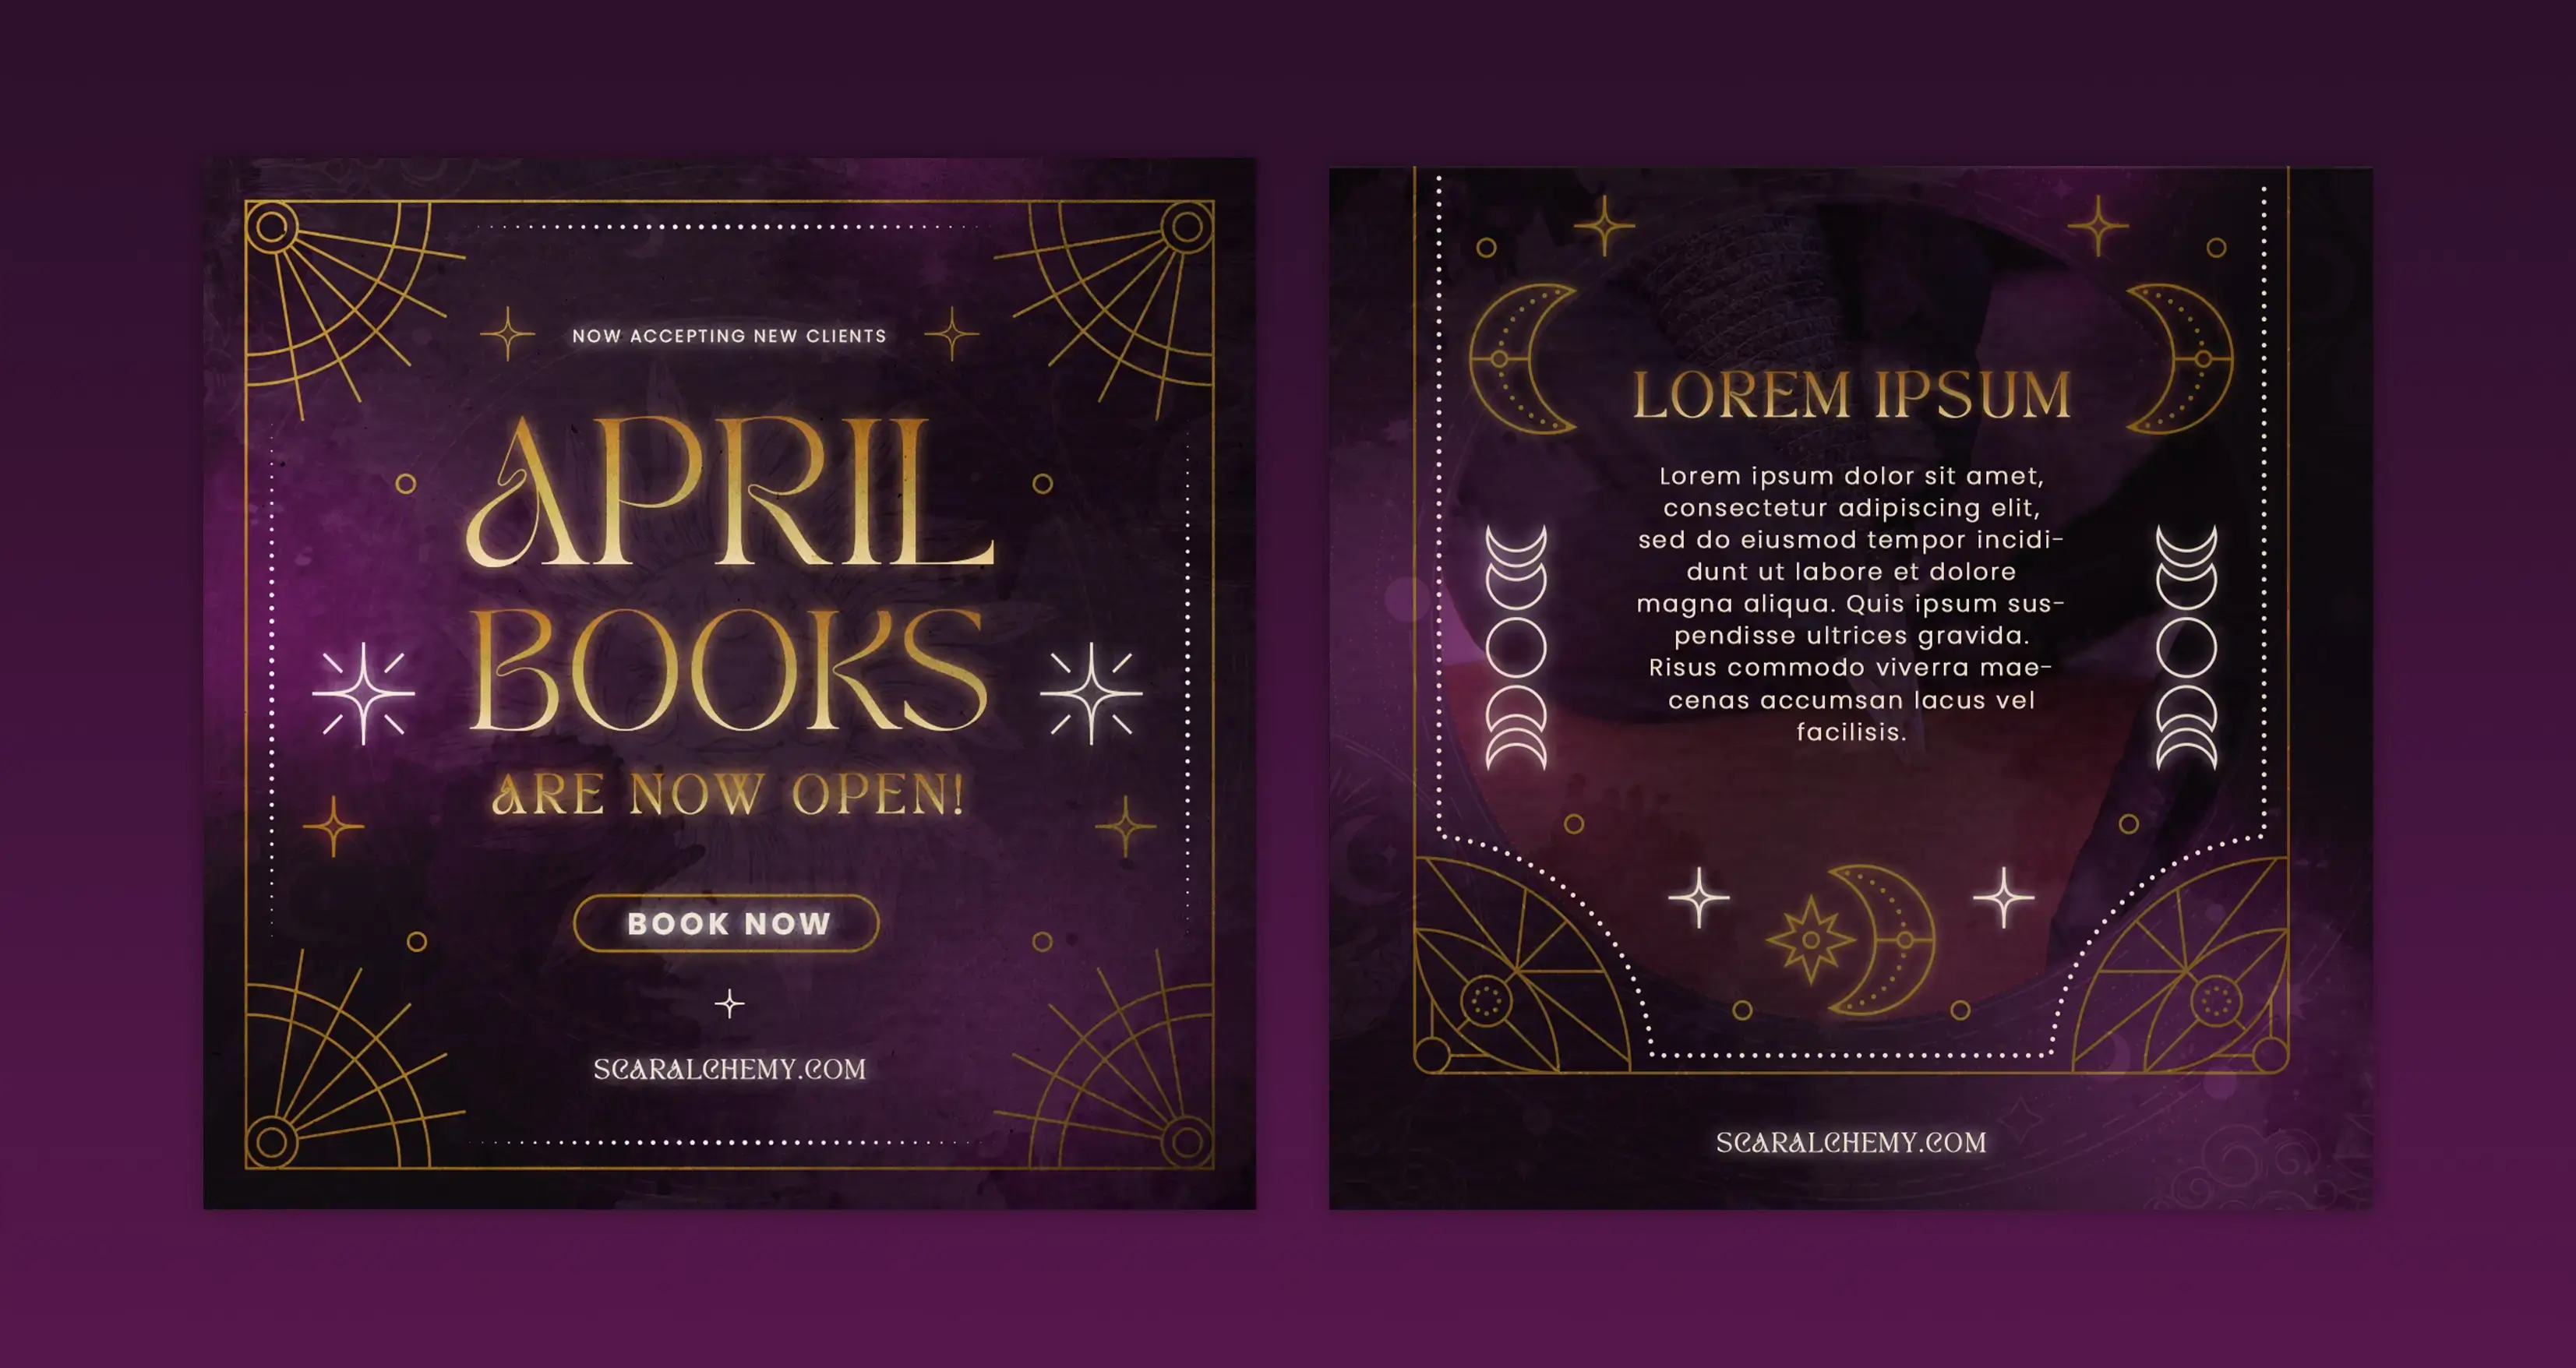 NOW ACCEPTING NEW CLIENTS
APRIL
BOOKS
ARE NOW OPEN!
BOOK NOW
SCARALCHEMY.COM
LOREM IPSUM
Lorem ipsum dolor sit amet,
consectetur adipiscing elit,
sed do eiusmod tempor incidi-
dunt ut labore et dolore
magna aliqua. Quis ipsum sus-
pendisse ultrices gravida.
Risus commodo viverra mae-
cenas accumsan lacus vel
facilisis.
SCARALCHEMY.COM